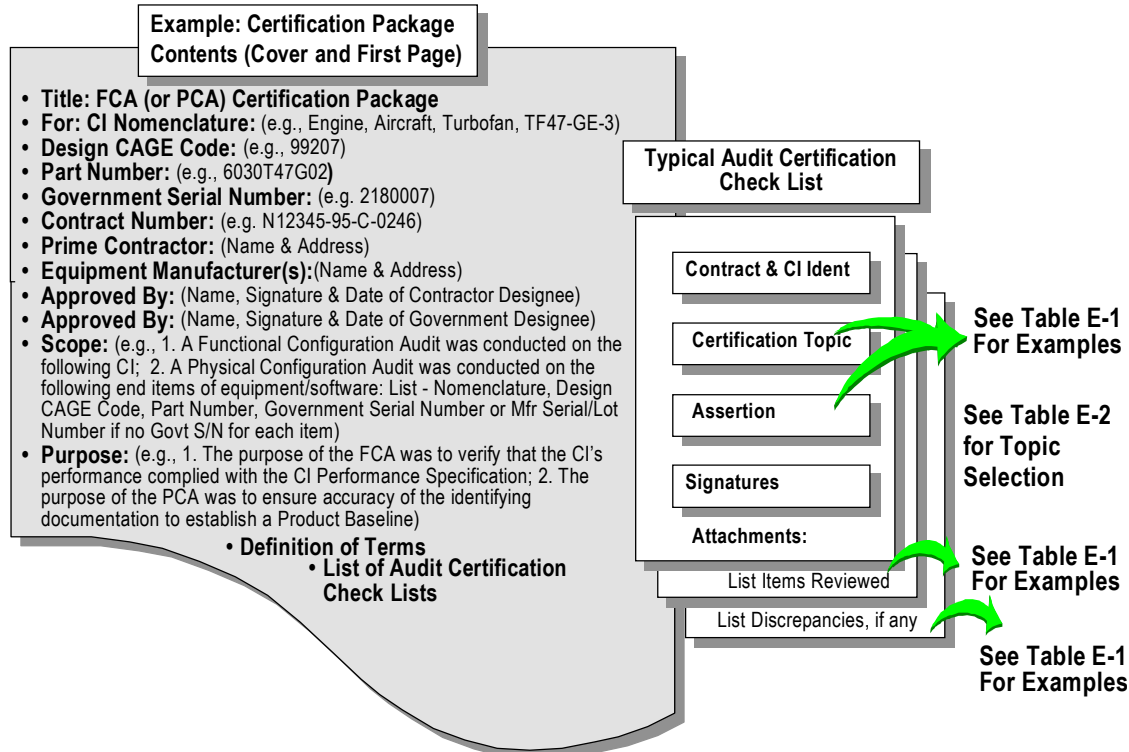 Example: Certification Package
Contents (Cover and First Page)
• Title: FCA (or PCA) Certification Package
• For: CI Nomenclature: (e.g., Engine, Aircraft, Turbofan, TF47-GE-3)
• Design CAGE Code: (e.g., 99207)
• Part Number: (e.g., 6030T47G02)
• Government Serial Number: (e.g. 2180007)
• Contract Number: (e.g. N12345-95-C-0246)
• Prime Contractor: (Name & Address)
• Equipment Manufacturer(s):(Name & Address)
• Approved By: (Name, Signature & Date of Contractor Designee)
• Approved By: (Name, Signature & Date of Government Designee)
• Scope: (e.g., 1. A Functional Configuration Audit was conducted on the
following CI; 2. A Physical Configuration Audit was conducted on the
following end items of equipment/software: List - Nomenclature, Design
CAGE Code, Part Number, Government Serial Number or Mfr Serial/Lot
Number if no Govt S/N for each item)
• Purpose: (e.g., 1. The purpose of the FCA was to verify that the CI's
performance complied with the CI Performance Specification; 2. The
purpose of the PCA was to ensure accuracy of the identifying
documentation to establish a Product Baseline)
• Definition of Terms
• List of Audit Certification
Check Lists
Typical Audit Certification
Check List
Contract & CI Ident
Certification Topic
Assertion
Signatures
Attachments:
List Items Reviewed
List Discrepancies, if any
See Table E-1
For Examples
See Table E-2
for Topic
Selection
See Table E-1
For Examples
See Table E-1
For Examples